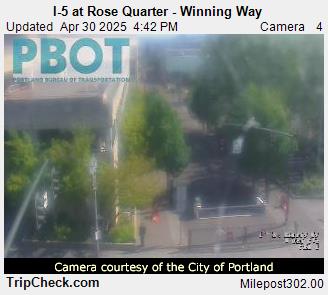 I-5 at Rose Quarter - Winning Way
Updated Apr 30 2025 4:42 PM Camera 4
PBOT
PORTLAND BUREAU OF TRANSPORTATION
Camera courtesy of the City of Portland
TripCheck.com Milepost302.00